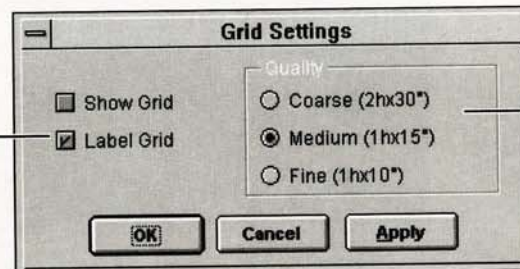 Grid Settings
Quality
Show Grid
Label Grid
Coarse (2hx30°)
Medium (1hx15°)
Fine (1hx10°)
OK
Cancel
Apply